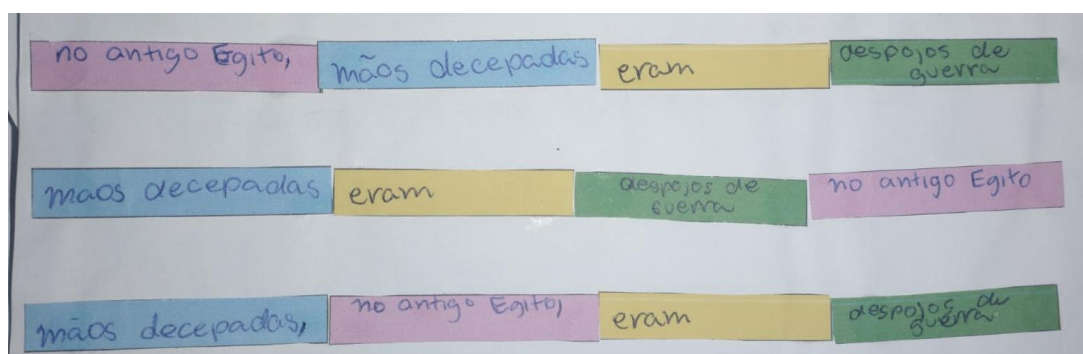 no antigo Egito, mãos decepadas eram despojos de guerra
mãos decepadas eram despojos de guerra no antigo Egito
mãos decepadas, no antigo Egito, eram despojos de guerra